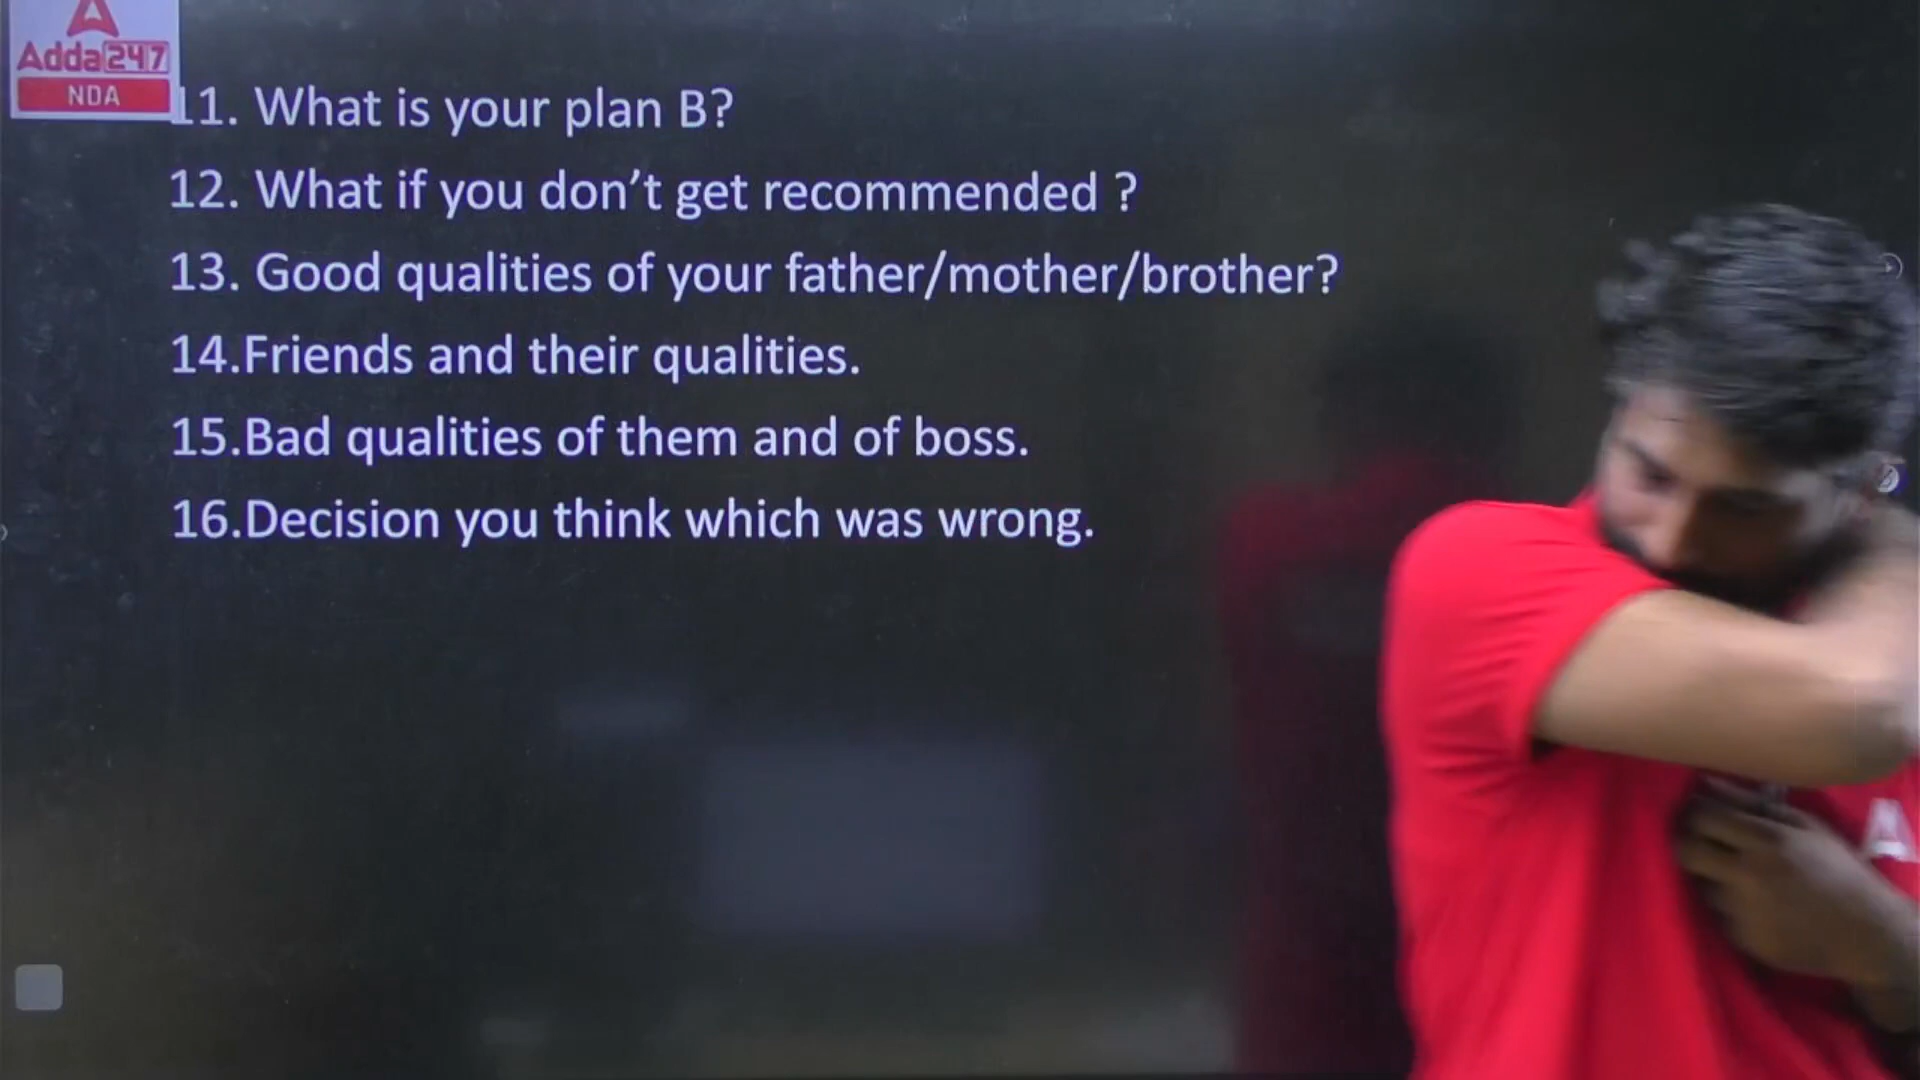 Adda247
NDA
11. What is your plan B?
12. What if you don’t get recommended ?
13. Good qualities of your father/mother/brother?
14.Friends and their qualities.
15.Bad qualities of them and of boss.
16.Decision you think which was wrong.